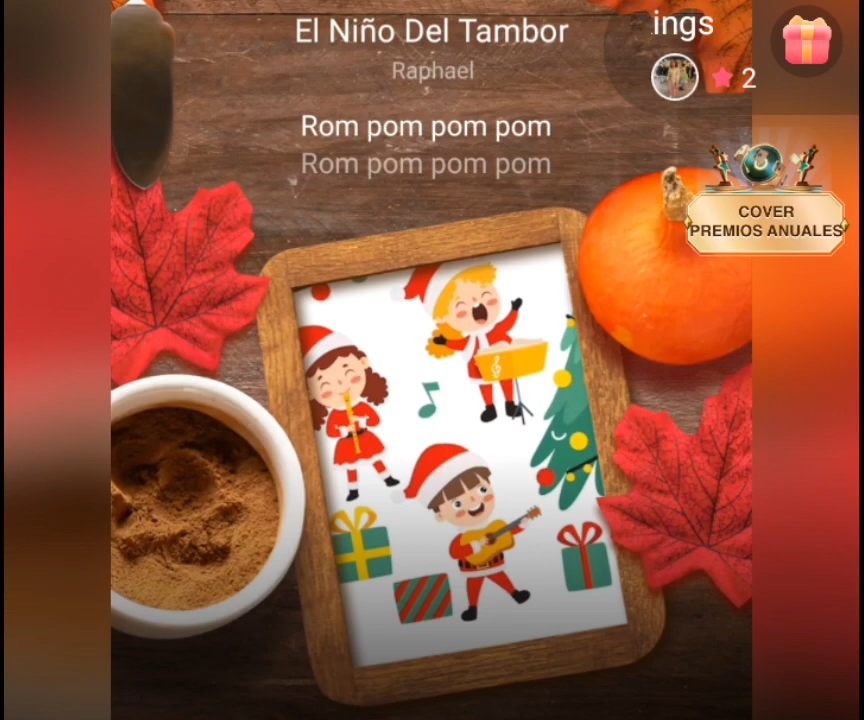 El Niño Del Tambor
Raphael
Rom pom pom pom
Rom pom pom pom
ings
2
COVER
PREMIOS ANUALES